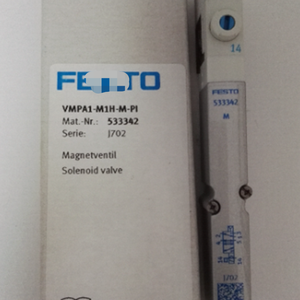 FESTO
VMPA1-M1H-M-PI
Mat.-Nr.: 533342
Serie: J702
Magnetventil
Solenoid valve
14
FESTO
533342
M
J702